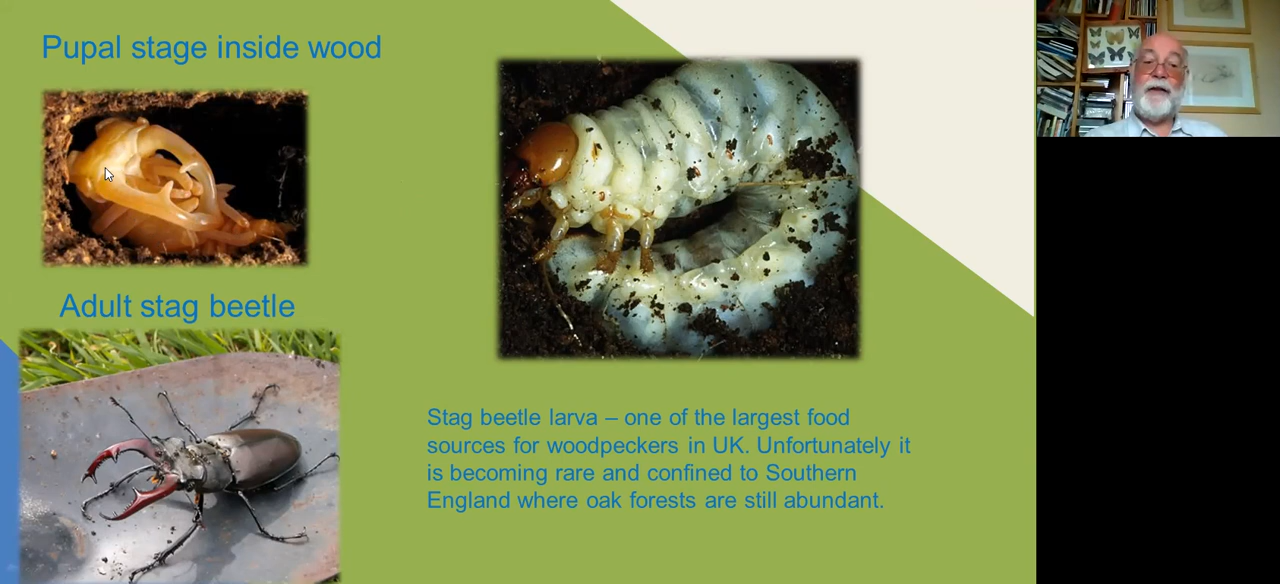 Pupal stage inside wood
Adult stag beetle
Stag beetle larva – one of the largest food
sources for woodpeckers in UK. Unfortunately it
is becoming rare and confined to Southern
England where oak forests are still abundant.